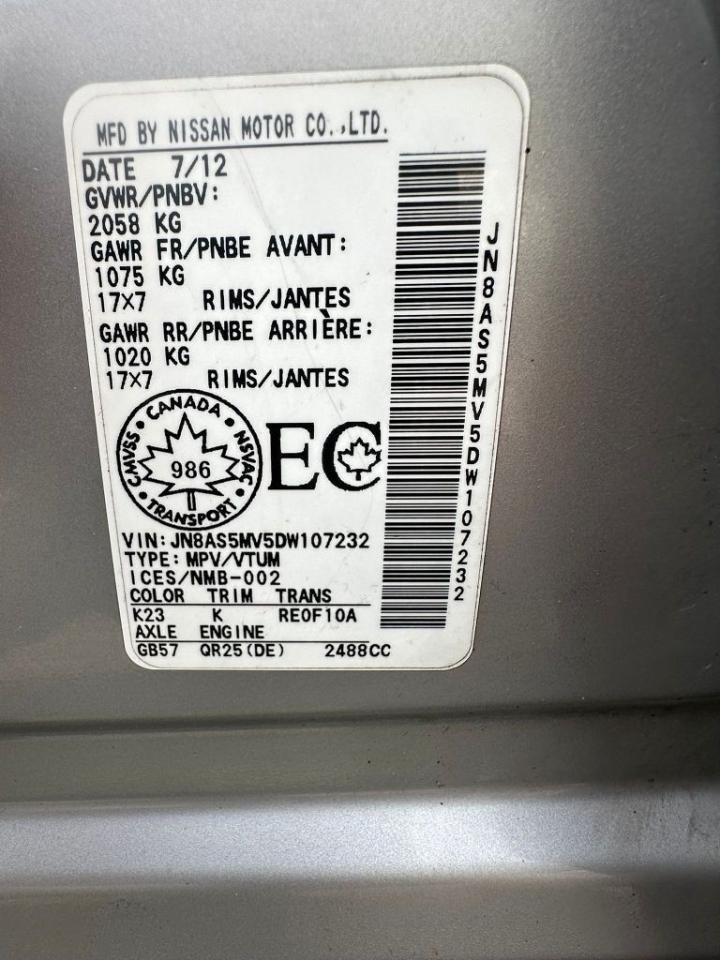 MFD BY NISSAN MOTOR CO.,LTD.
DATE 7/12
GVWR/PNBV:
2058 KG
GAWR FR/PNBE AVANT:
1075 KG
17×7 RIMS/JANTES
GAWR RR/PNBE ARRIÈRE:
1020 KG
17×7 RIMS/JANTES
CANADA
CMVSS 986 NSVAC
TRANSPORT
EC
VIN:JN8AS5MV5DW107232
TYPE:MPV/VTUM
ICES/NMB-002
COLOR TRIM TRANS
K23 K RE0F10A
AXLE ENGINE
GB57 QR25(DE) 2488CC
JN8AS5MV5DW107232